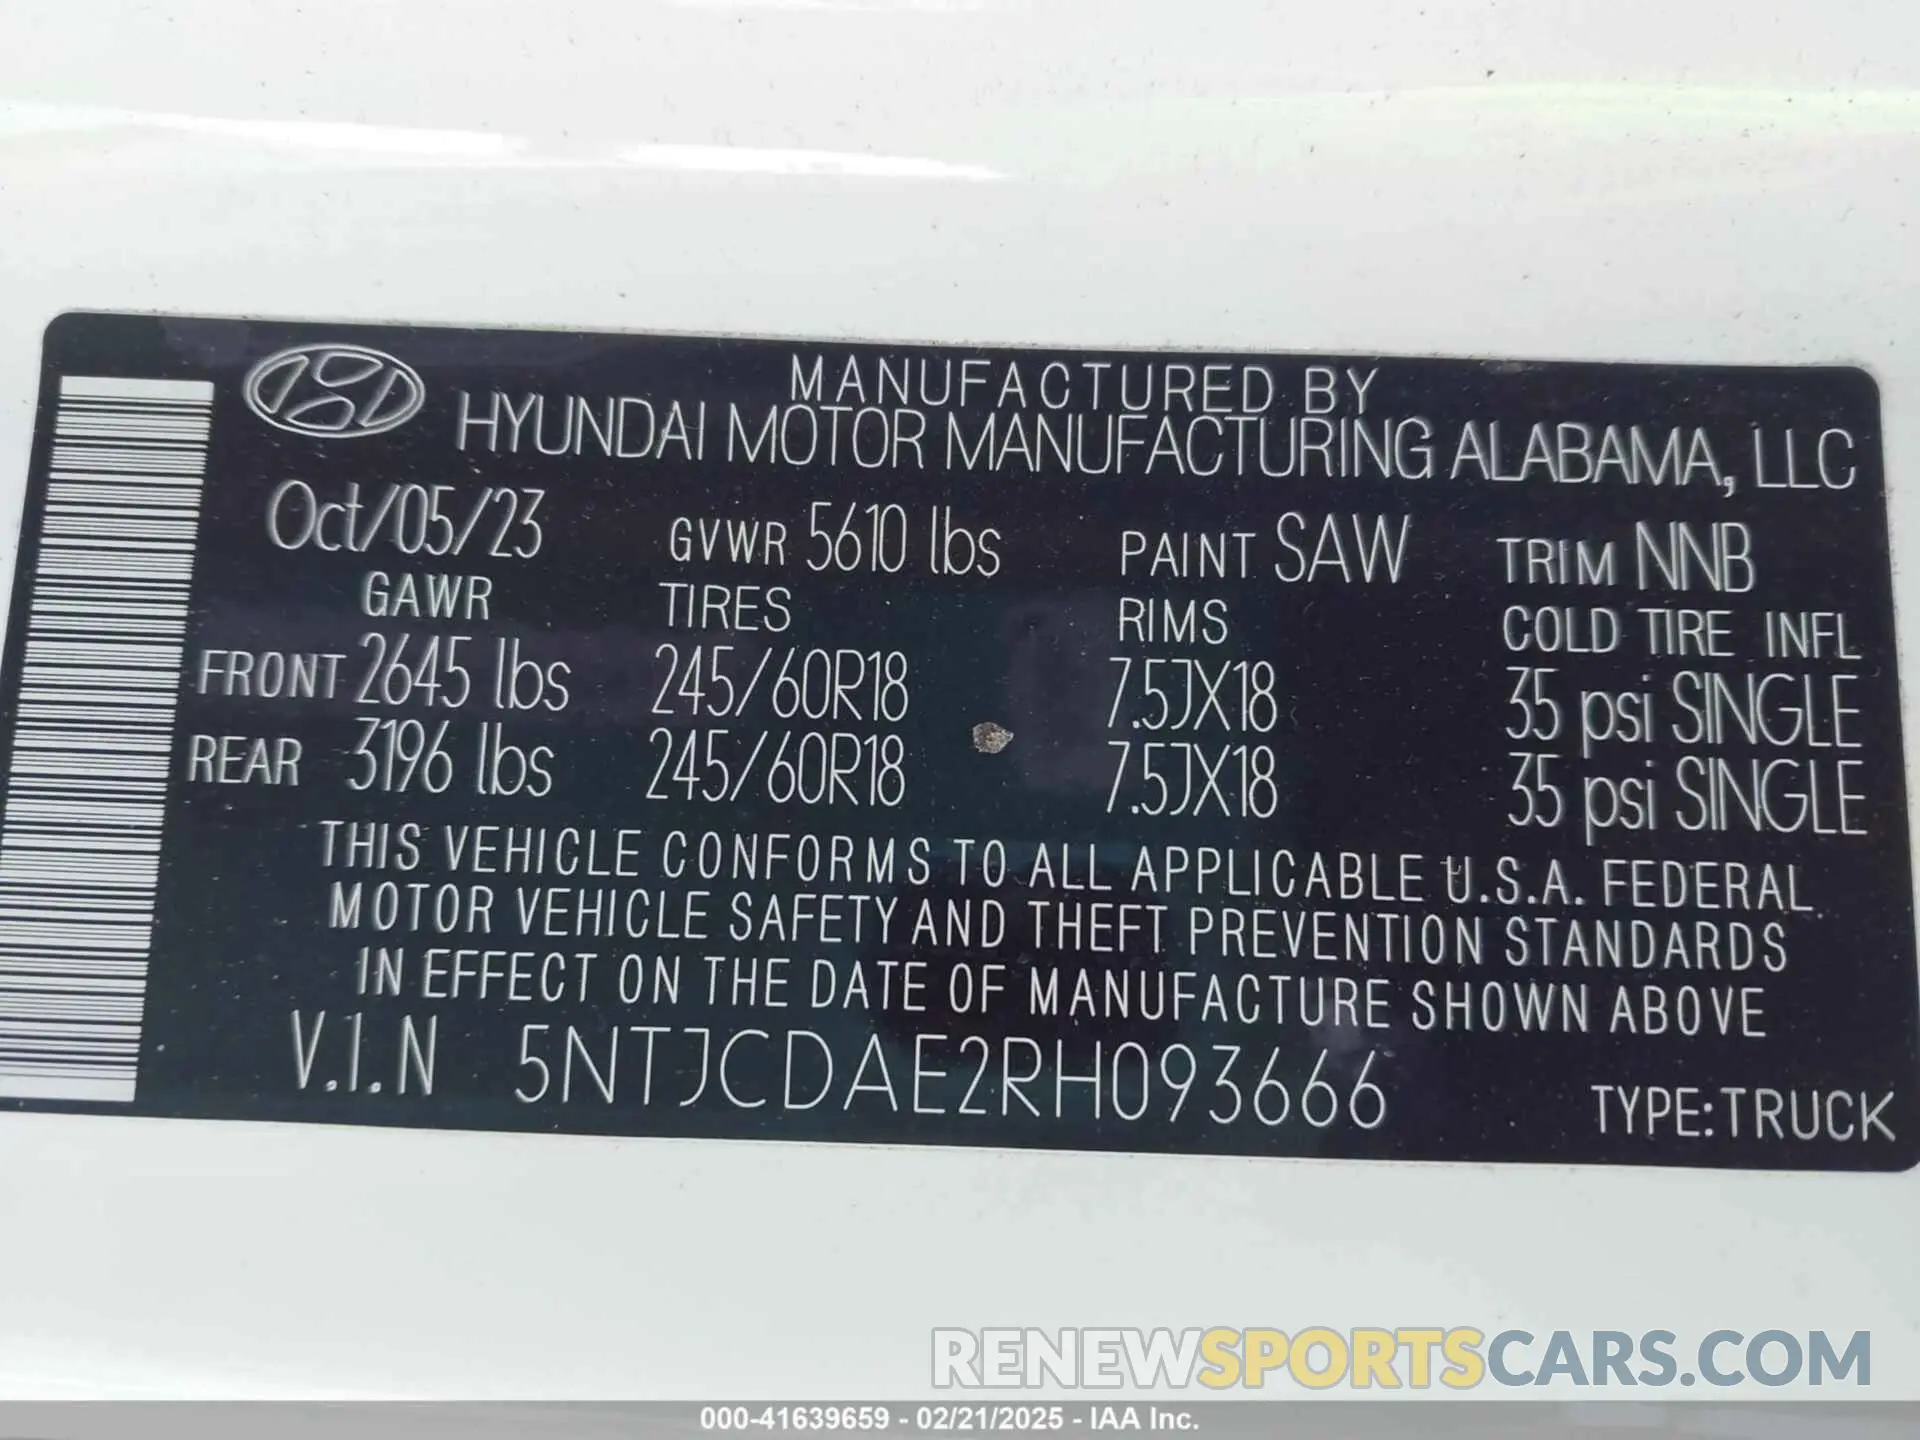 MANUFACTURED BY
HYUNDAI MOTOR MANUFACTURING ALABAMA, LLC
Oct/05/23 GVWR 5610 lbs PAINT SAW TRIM NNB
GAWR TIRES RIMS COLD TIRE INFL
FRONT 2645 lbs 245/60R18 7.5JX18 35 psi SINGLE
REAR 3196 lbs 245/60R18 7.5JX18 35 psi SINGLE
THIS VEHICLE CONFORMS TO ALL APPLICABLE U.S.A. FEDERAL
MOTOR VEHICLE SAFETY AND THEFT PREVENTION STANDARDS
IN EFFECT ON THE DATE OF MANUFACTURE SHOWN ABOVE
V.I.N 5NTJCDAE2RH093666 TYPE:TRUCK
RENEWSPORTSCARS.COM
000-41639659 - 02/21/2025 - IAA Inc.